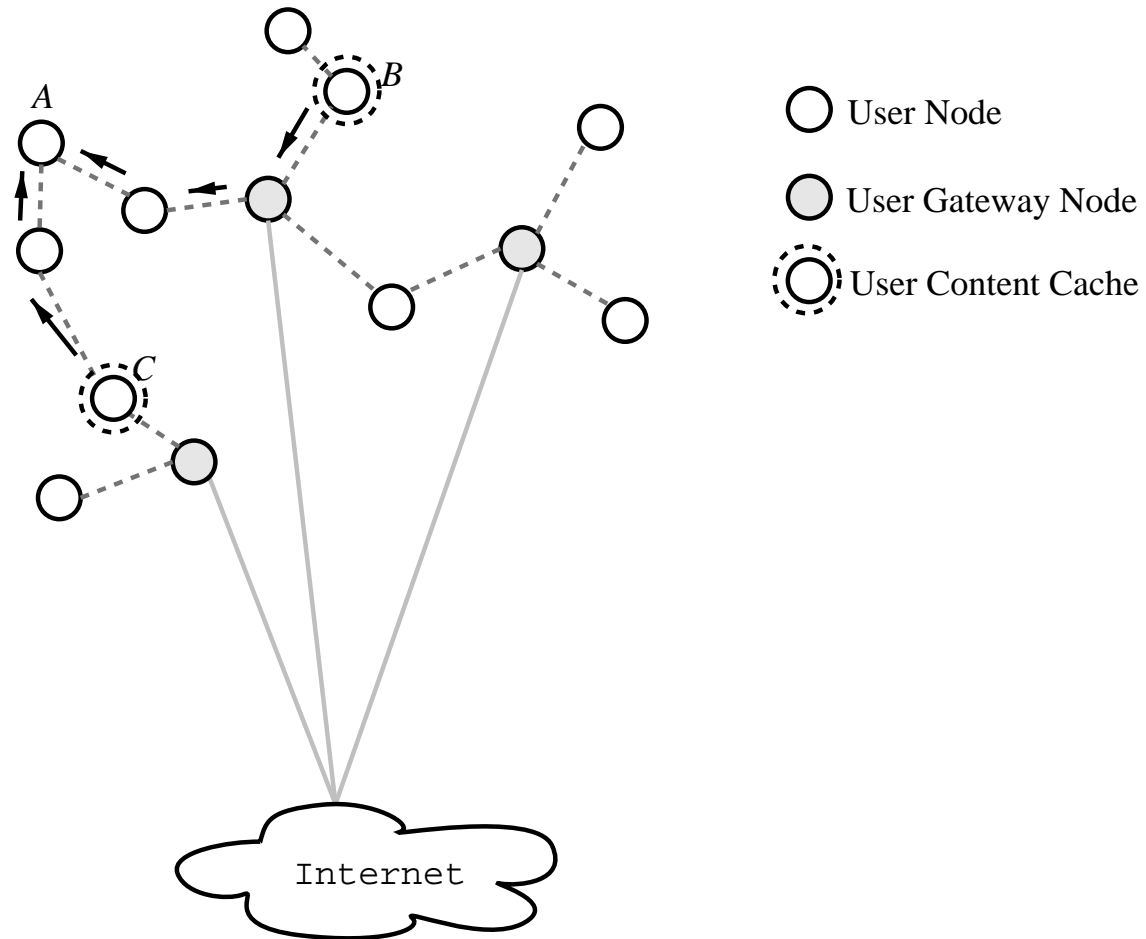 A
B
C
User Node
User Gateway Node
User Content Cache
Internet